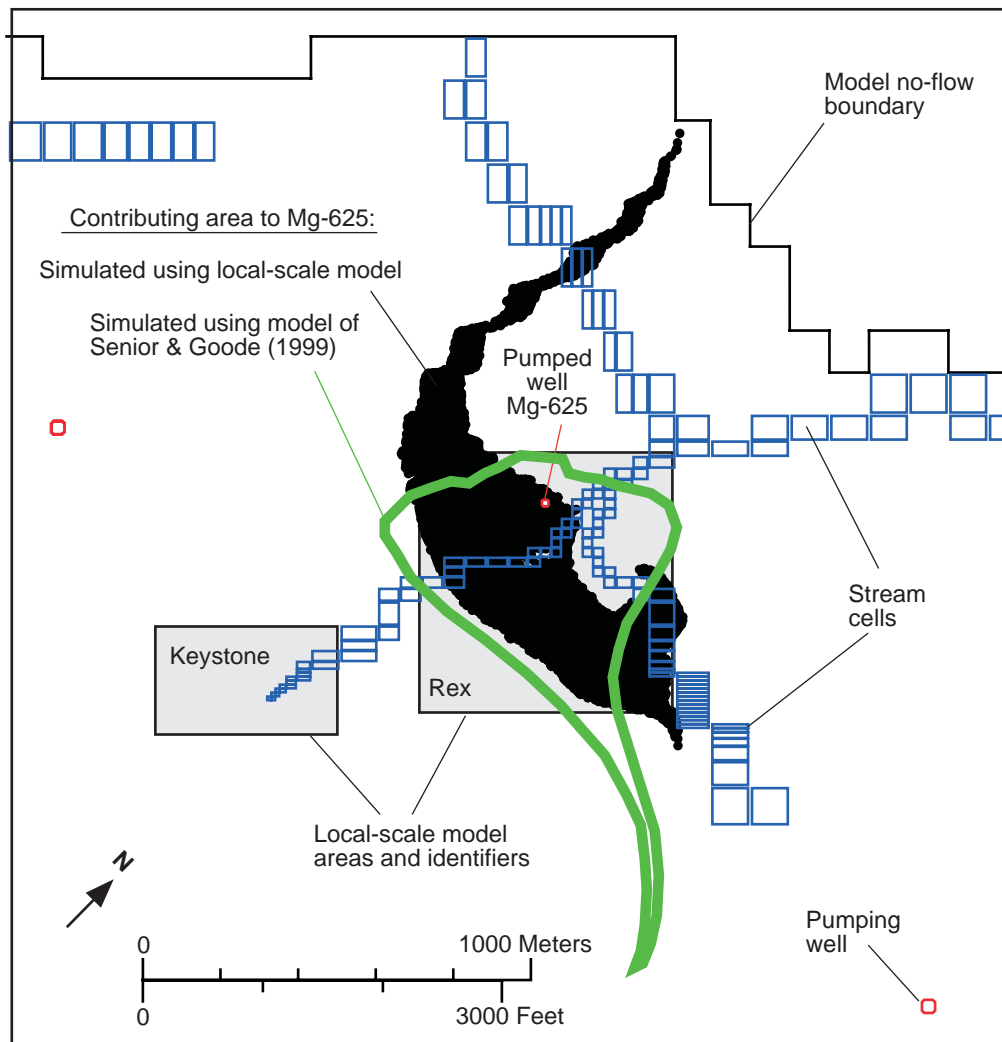 Model no-flow
boundary
Contributing area to Mg-625:
Simulated using local-scale model
Simulated using model of
Senior & Goode (1999)
Pumped
well
Mg-625
Stream
cells
Keystone
Rex
Local-scale model
areas and identifiers
N
Pumping
well
0 1000 Meters
0 3000 Feet